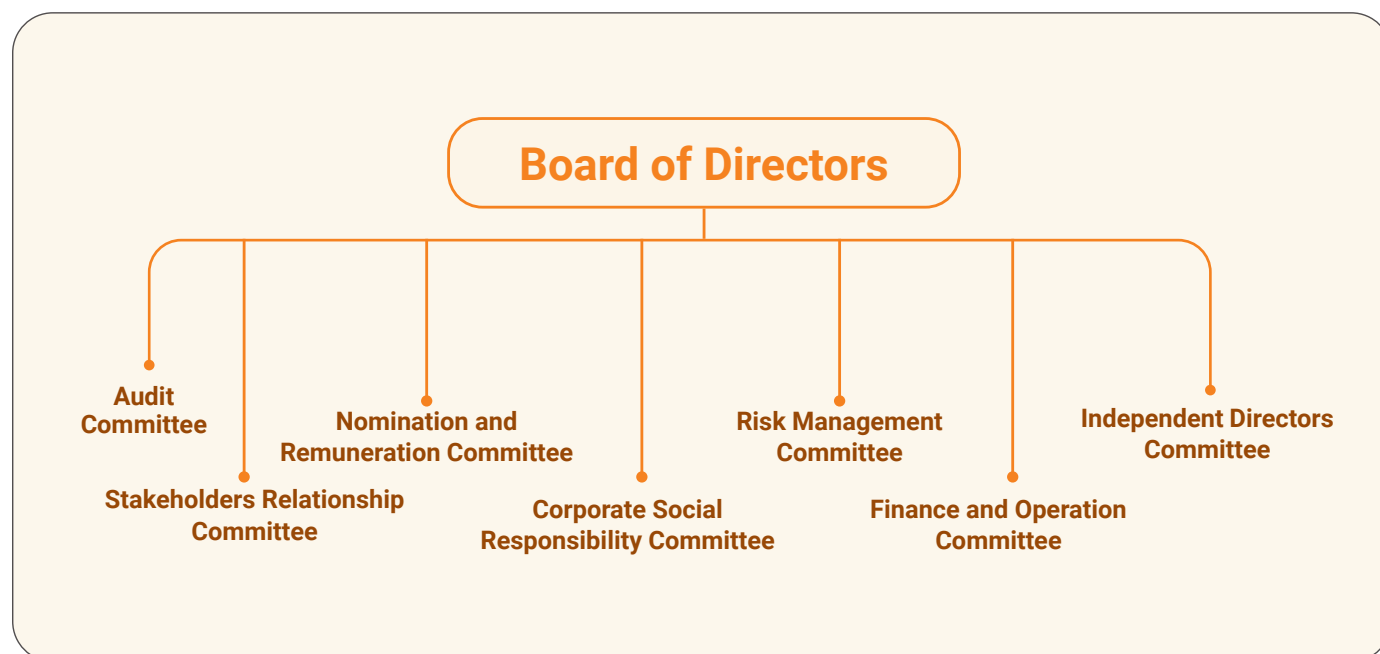 Board of Directors
Audit
Committee
Stakeholders Relationship
Committee
Nomination and
Remuneration Committee
Corporate Social
Responsibility Committee
Risk Management
Committee
Finance and Operation
Committee
Independent Directors
Committee